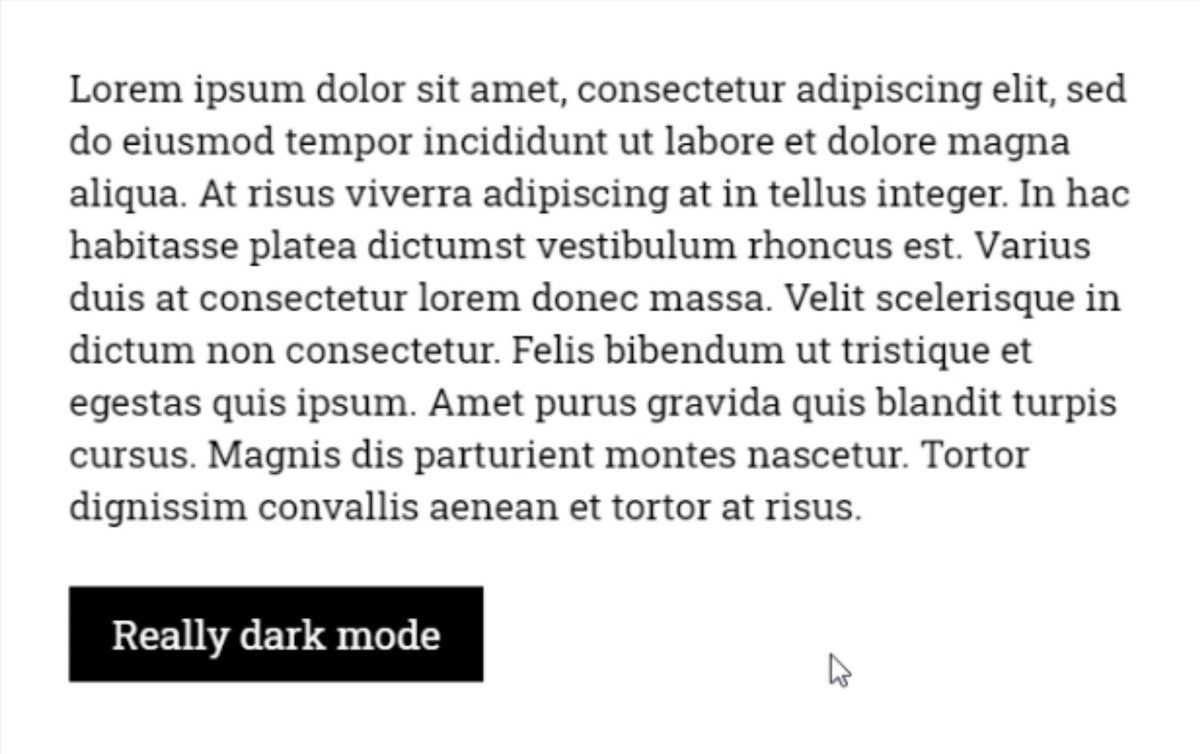 Lorem ipsum dolor sit amet, consectetur adipiscing elit, sed
do eiusmod tempor incididunt ut labore et dolore magna
aliqua. At risus viverra adipiscing at in tellus integer. In hac
habitasse platea dictumst vestibulum rhoncus est. Varius
duis at consectetur lorem donec massa. Velit scelerisque in
dictum non consectetur. Felis bibendum ut tristique et
egestas quis ipsum. Amet purus gravida quis blandit turpis
cursus. Magnis dis parturient montes nascetur. Tortor
dignissim convallis aenean et tortor at risus.
Really dark mode